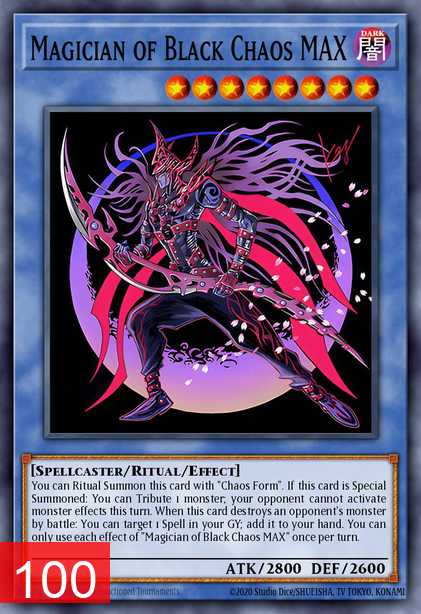 MAGICIAN OF BLACK CHAOS MAX
DARK
闇
[SPELLCASTER/RITUAL/EFFECT]
You can Ritual Summon this card with "Chaos Form". If this card is Special
Summoned: You can Tribute 1 monster; your opponent cannot activate
monster effects this turn. When this card destroys an opponent's monster
by battle: You can target 1 Spell in your GY; add it to your hand. You can
only use each effect of "Magician of Black Chaos MAX" once per turn.
ATK/2800 DEF/2600
100
Tournaments
©2020 Studio Dice/SHUEISHA, TV TOKYO, KONAMI